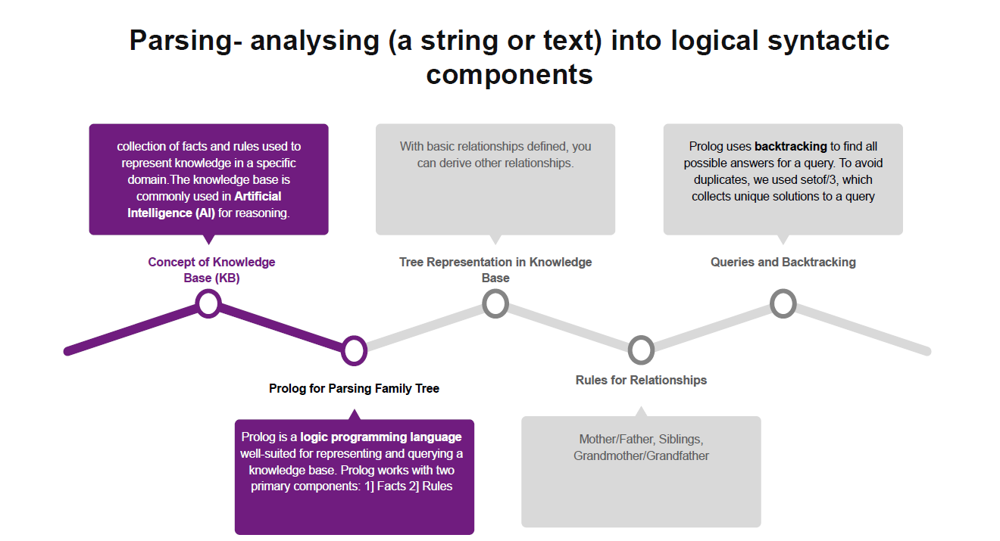 Parsing- analysing (a string or text) into logical syntactic
components
collection of facts and rules used to
represent knowledge in a specific
domain.The knowledge base is
commonly used in Artificial
Intelligence (AI) for reasoning.
Concept of Knowledge
Base (KB)
Prolog for Parsing Family Tree
Prolog is a logic programming language
well-suited for representing and querying a
knowledge base. Prolog works with two
primary components: 1] Facts 2] Rules
With basic relationships defined, you
can derive other relationships.
Tree Representation in Knowledge
Base
Rules for Relationships
Mother/Father, Siblings,
Grandmother/Grandfather
Prolog uses backtracking to find all
possible answers for a query. To avoid
duplicates, we used setof/3, which
collects unique solutions to a query
Queries and Backtracking